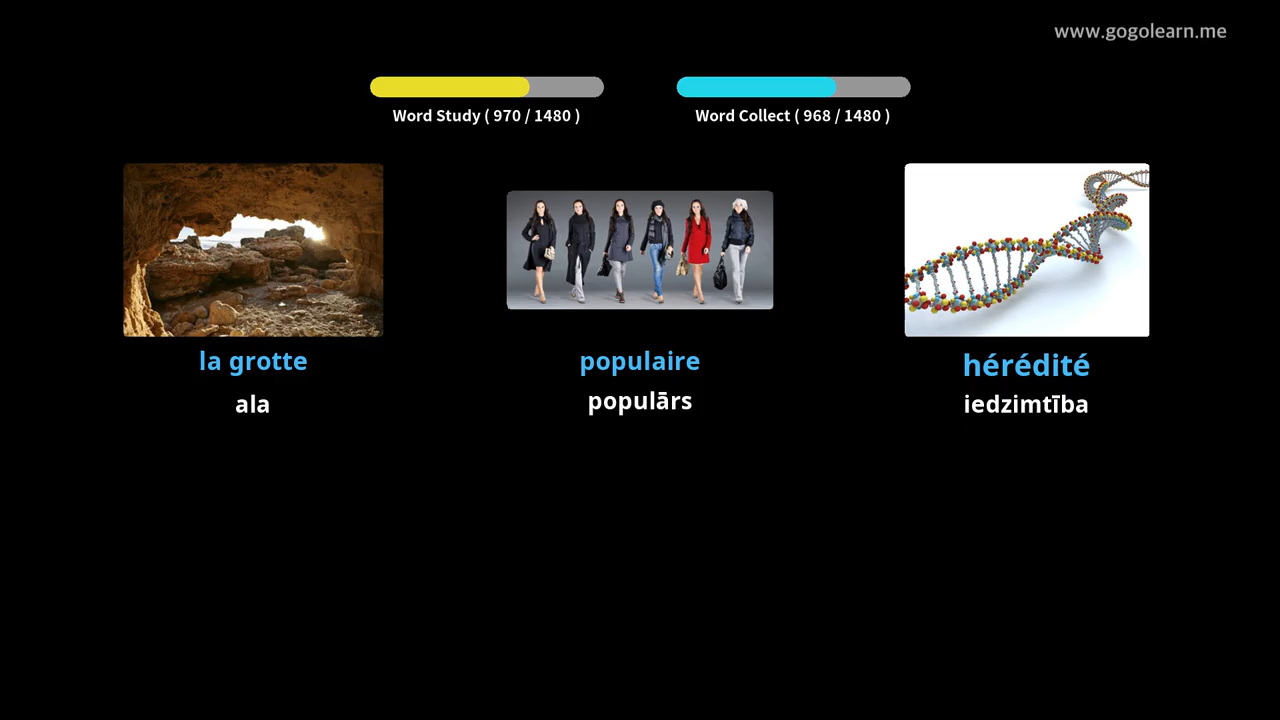 www.gogolearn.me
Word Study ( 970 / 1480 )
Word Collect ( 968 / 1480 )
la grotte
populaire
hérédité
ala
populārs
iedzimtība